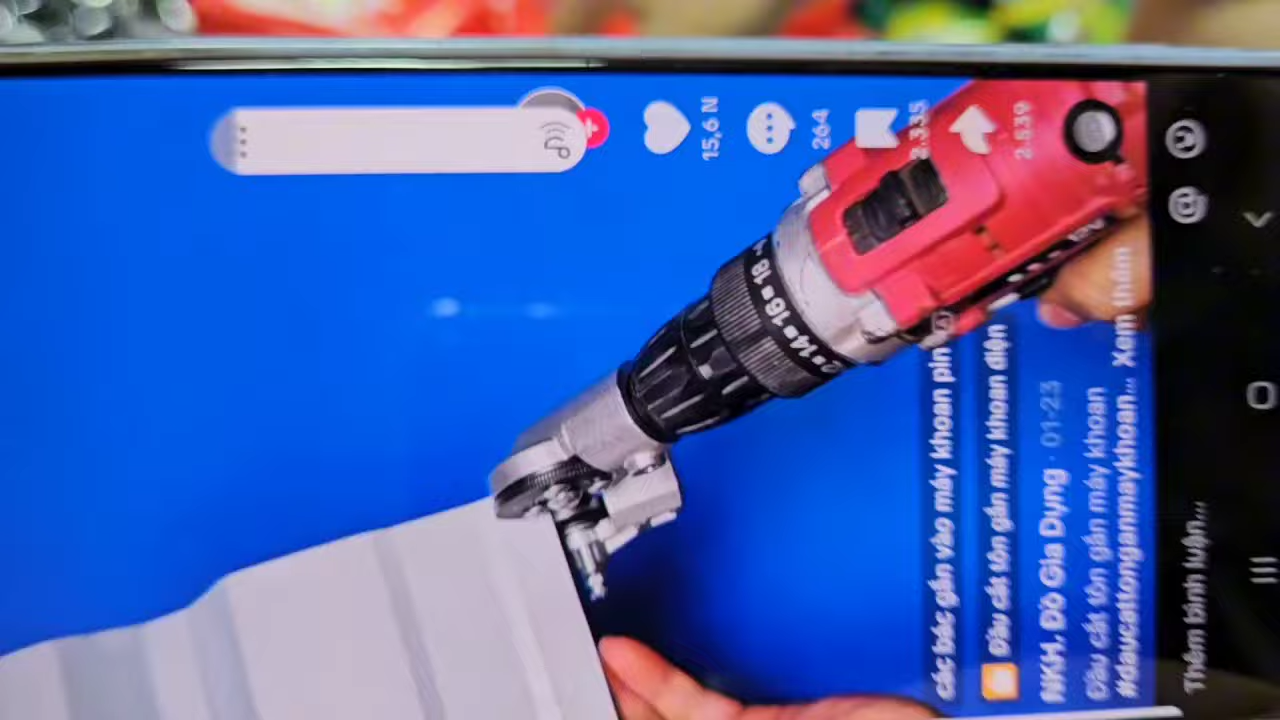 15,6 N
264
2.335
2.539
14 16 18
12V
các bác gắn vào máy khoan pin
Đầu cắt tôn gắn máy khoan điện
NKH. Đồ Gia Dụng · 01-23
Đầu cắt tôn gắn máy khoan
#daucattonganmaykhoan... Xem thêm
Thêm bình luận...